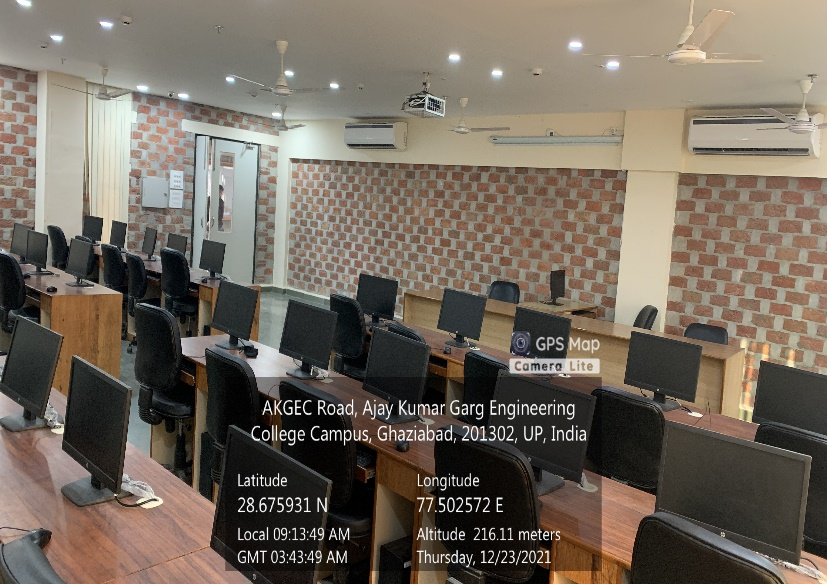 GPS Map
Camera Lite
AKGEC Road, Ajay Kumar Garg Engineering
College Campus, Ghaziabad, 201302, UP, India
Latitude
Longitude
28.675931 N
77.502572 E
Local 09:13:49 AM
Altitude 216.11 meters
GMT 03:43:49 AM
Thursday, 12/23/2021